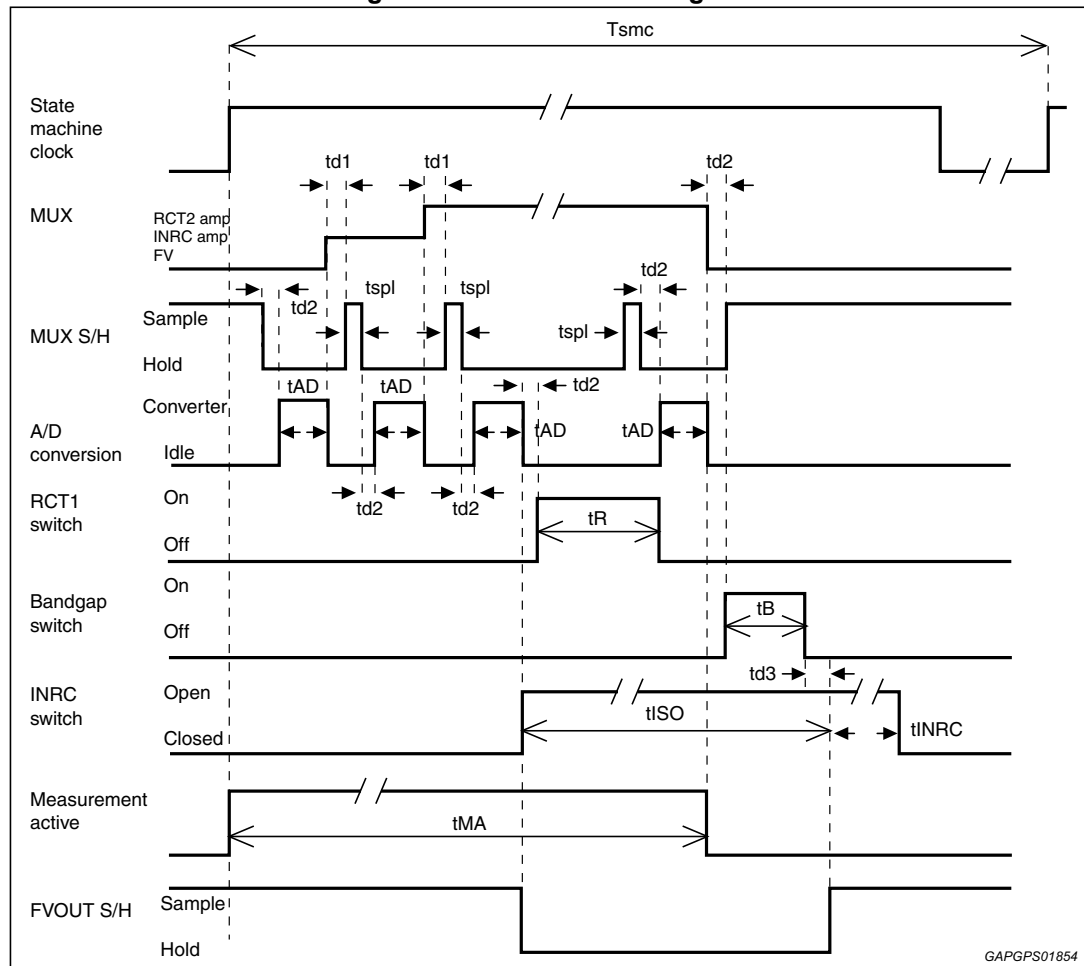 Tsmc
State
machine
clock
td1
td1
td2
MUX
RCT2 amp
INRC amp
FV
td2
td2
tspl
tspl
MUX S/H
Sample
tspl
Hold
tAD
tAD
td2
Converter
A/D
conversion
tAD
tAD
Idle
RCT1
switch
On
td2
td2
tR
Off
Bandgap
switch
On
tB
Off
td3
INRC
switch
Open
tISO
Closed
tINRC
Measurement
active
tMA
FVOUT S/H
Sample
Hold
GAPGPS01854